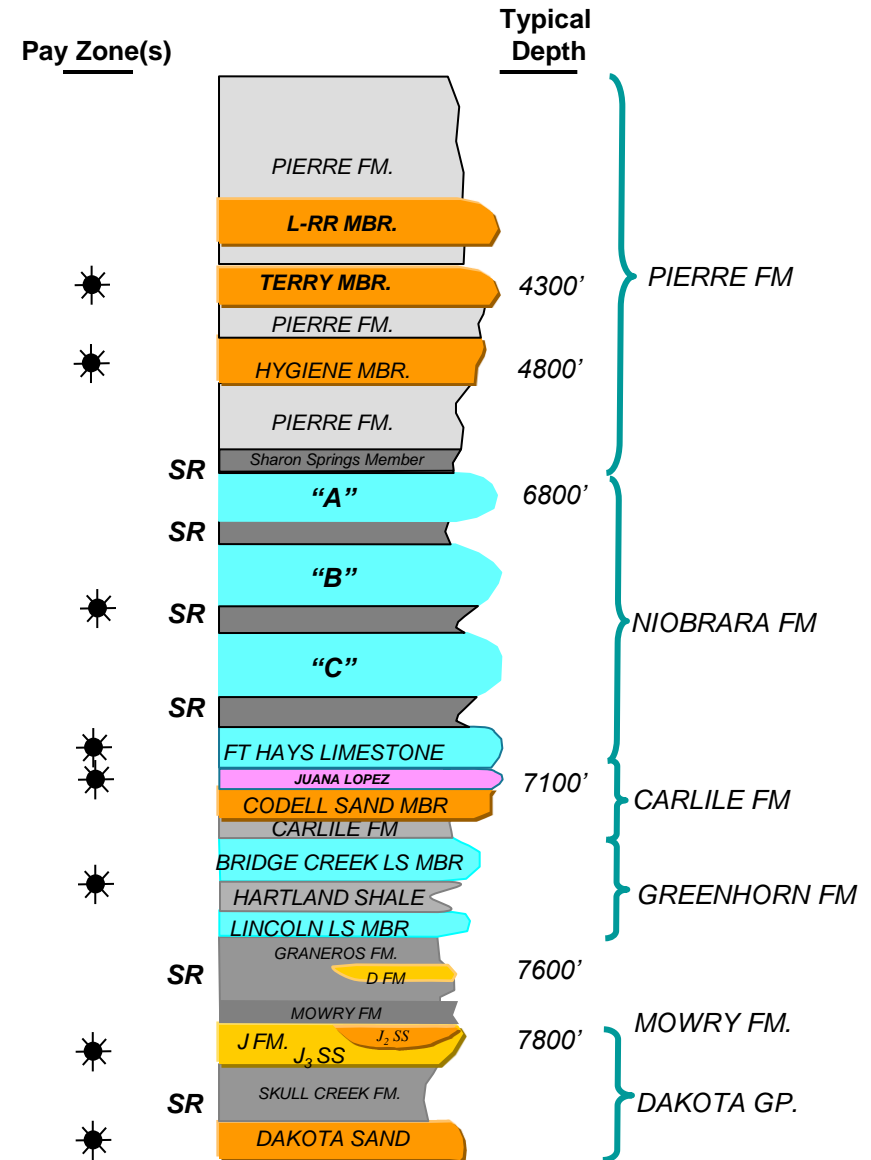 Pay Zone(s)
Typical
Depth
PIERRE FM.
L-RR MBR.
TERRY MBR.
4300’
PIERRE FM
PIERRE FM.
HYGIENE MBR.
4800’
PIERRE FM.
SR
Sharon Springs Member
“A”
6800’
SR
“B”
SR
NIOBRARA FM
“C”
SR
FT HAYS LIMESTONE
JUANA LOPEZ
7100’
CODELL SAND MBR
CARLILE FM
CARLILE FM
BRIDGE CREEK LS MBR
HARTLAND SHALE
GREENHORN FM
LINCOLN LS MBR
GRANEROS FM.
SR
D FM
7600’
MOWRY FM
MOWRY FM.
J FM.
J2 SS
7800’
J3 SS
SKULL CREEK FM.
SR
DAKOTA GP.
DAKOTA SAND